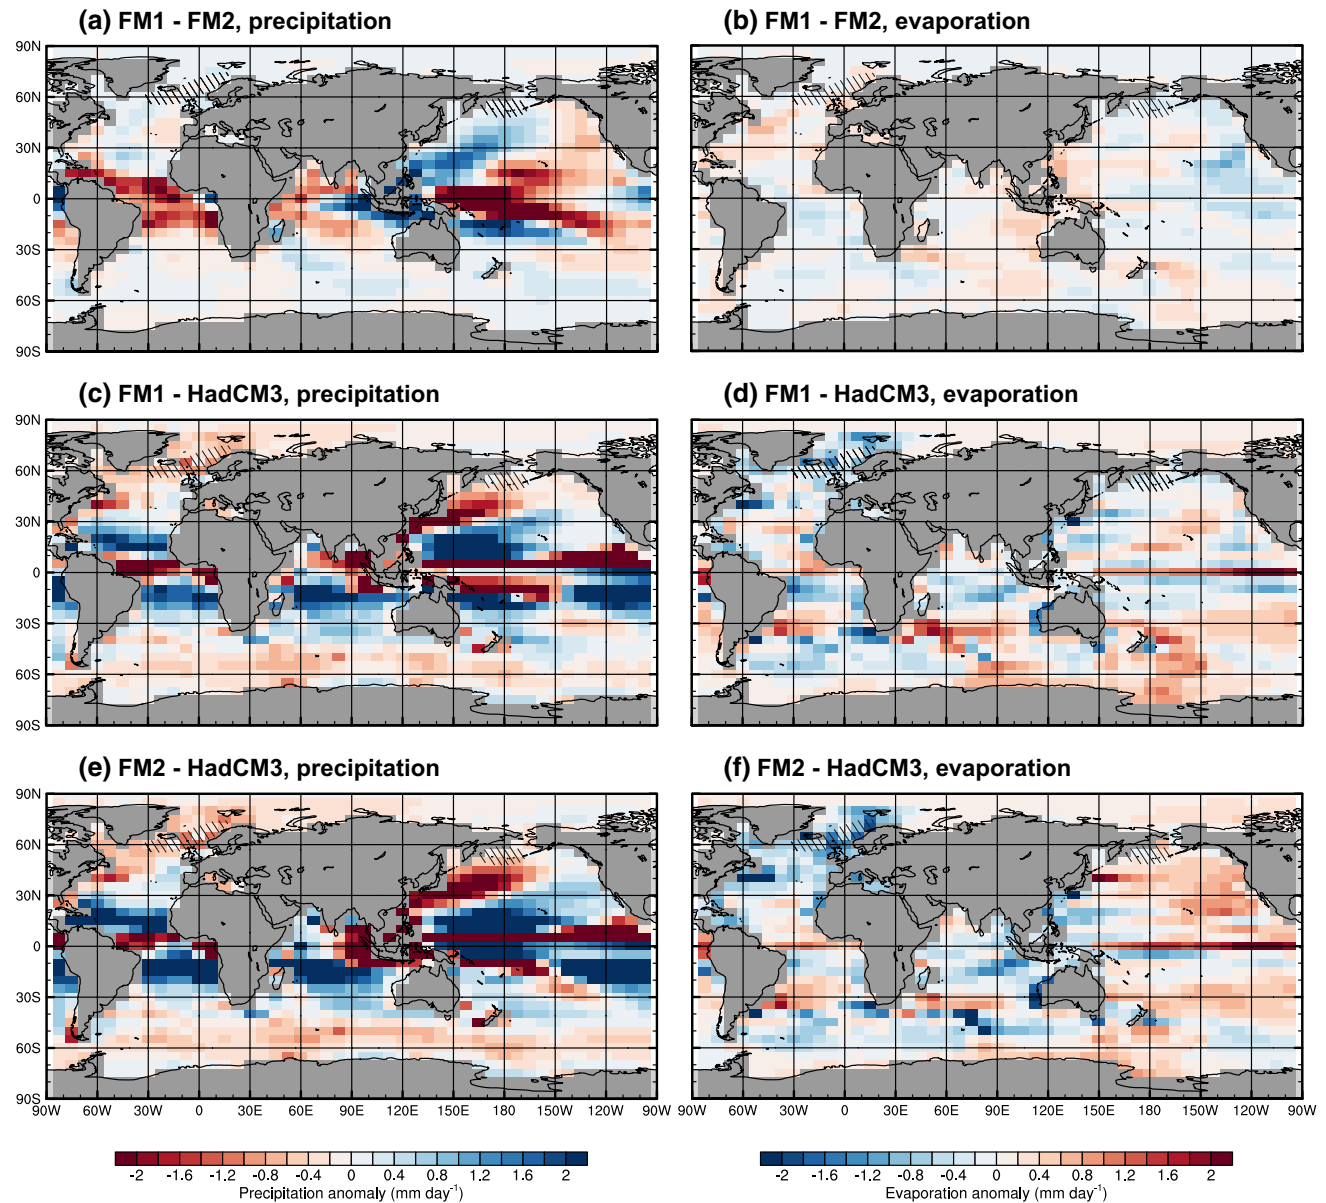 (a) FM1 - FM2, precipitation
(b) FM1 - FM2, evaporation
90N
60N
30N
0
30S
60S
90S
(c) FM1 - HadCM3, precipitation
(d) FM1 - HadCM3, evaporation
90N
60N
30N
0
30S
60S
90S
(e) FM2 - HadCM3, precipitation
(f) FM2 - HadCM3, evaporation
90N
60N
30N
0
30S
60S
90S
90W 60W 30W 0 30E 60E 90E 120E 150E 180 150W 120W 90W
90W 60W 30W 0 30E 60E 90E 120E 150E 180 150W 120W 90W
-2 -1.6 -1.2 -0.8 -0.4 0 0.4 0.8 1.2 1.6 2
Precipitation anomaly (mm day⁻¹)
-2 -1.6 -1.2 -0.8 -0.4 0 0.4 0.8 1.2 1.6 2
Evaporation anomaly (mm day⁻¹)